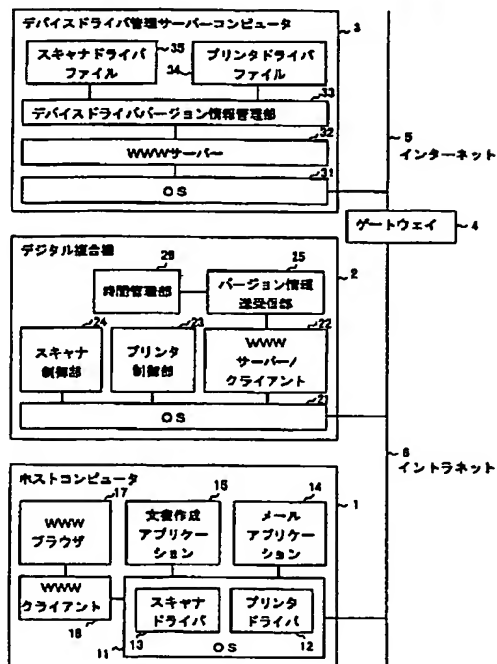 デバイスドライバ管理サーバーコンピュータ
3
35
スキャナドライバ
ファイル
34
プリンタドライバ
ファイル
33
デバイスドライババージョン情報管理部
32
WWWサーバー
31
OS
5
インターネット
ゲートウェイ
4
デジタル複合機
2
26
時間管理部
25
バージョン情報
送受信部
24
スキャナ
制御部
23
プリンタ
制御部
22
WWW
サーバー/
クライアント
21
OS
6
イントラネット
ホストコンピュータ
1
17
WWW
ブラウザ
15
文書作成
アプリケー
ション
14
メール
アプリケー
ション
WWW
クライアント
16
スキャナ
ドライバ
13
プリンタ
ドライバ
12
11
OS